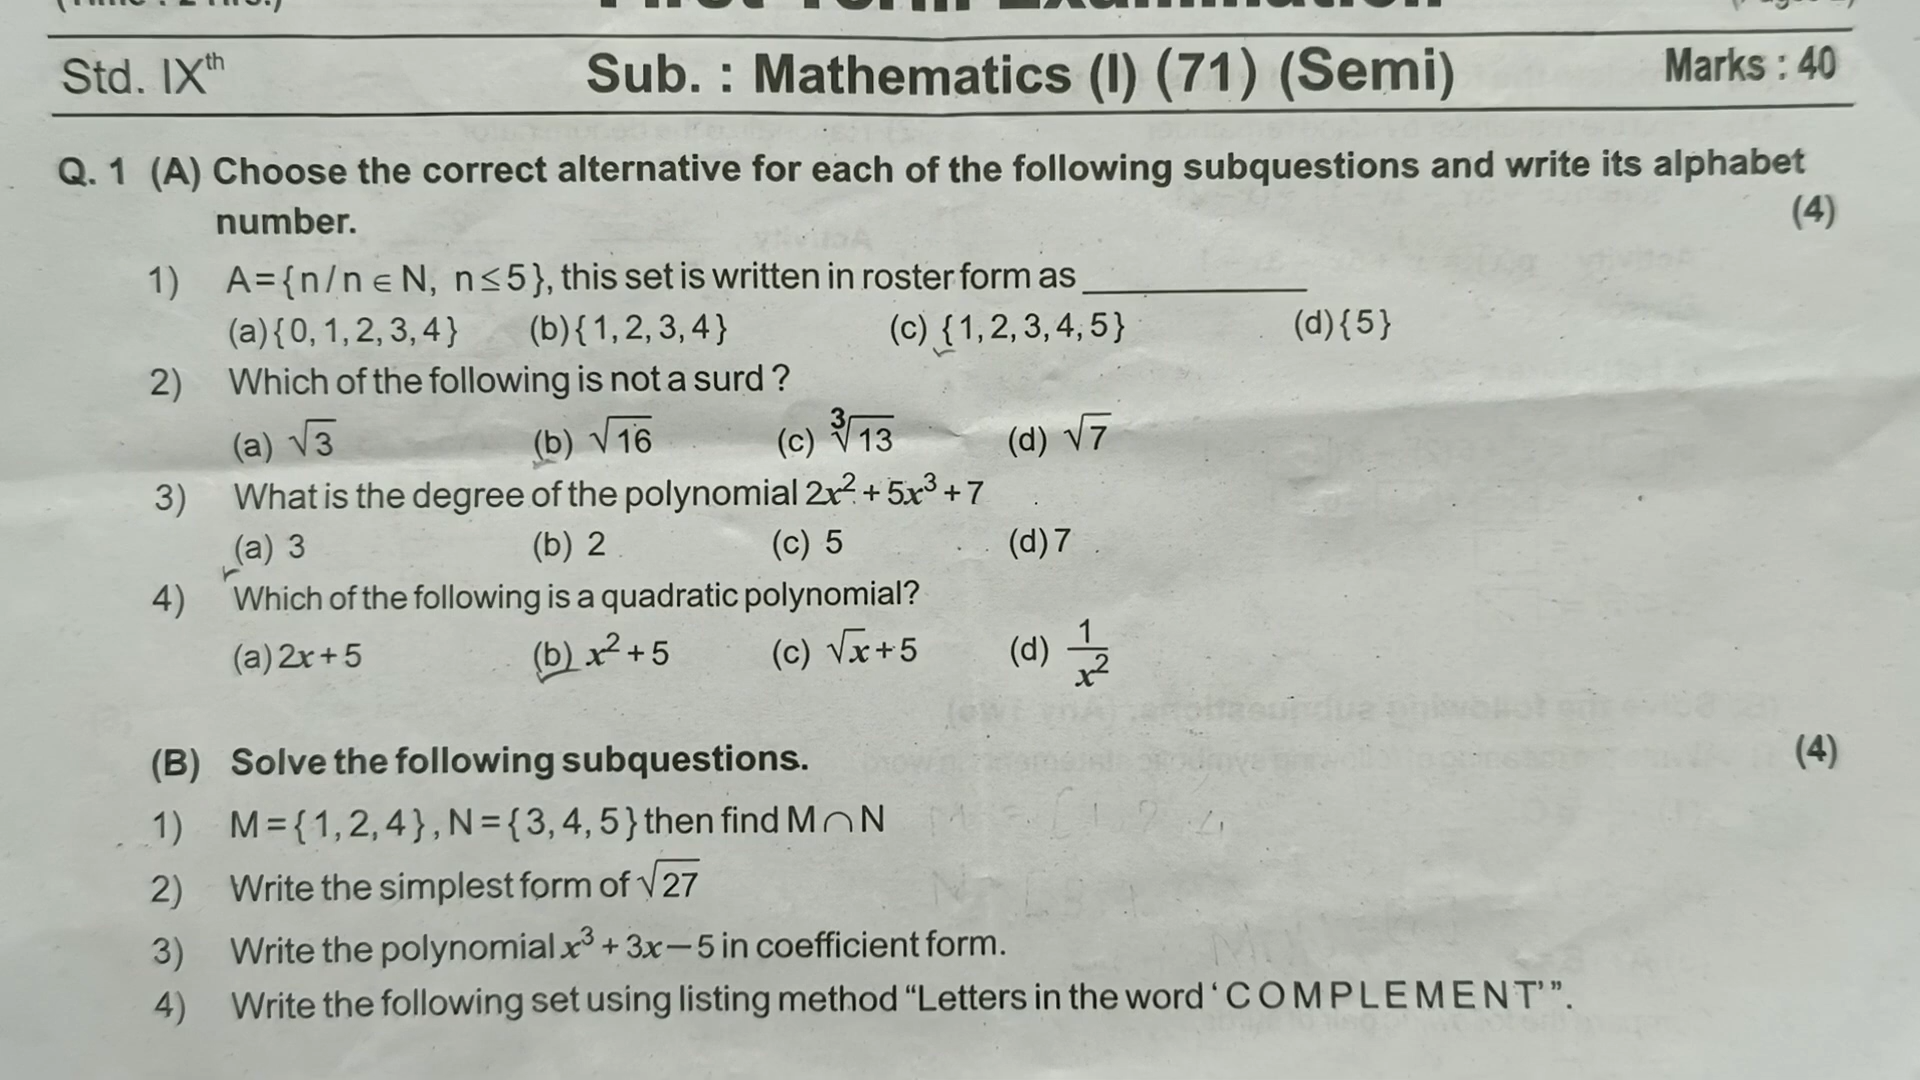 First Term Examination
Std. IXth Sub. : Mathematics (I) (71) (Semi) Marks : 40
Q. 1 (A) Choose the correct alternative for each of the following subquestions and write its alphabet
number. (4)
1) A={n/n∈N, n≤5}, this set is written in roster form as ____________
(a){0,1,2,3,4} (b){1,2,3,4} (c) {1,2,3,4,5} (d){5}
2) Which of the following is not a surd ?
(a) √3 (b) √16 (c) ³√13 (d) √7
3) What is the degree of the polynomial 2x²+5x³+7
(a) 3 (b) 2 (c) 5 (d) 7
4) Which of the following is a quadratic polynomial?
(a) 2x+5 (b) x²+5 (c) √x+5 (d) 1/x²
(B) Solve the following subquestions. (4)
1) M={1,2,4}, N={3,4,5} then find M∩N
2) Write the simplest form of √27
3) Write the polynomial x³+3x−5 in coefficient form.
4) Write the following set using listing method “Letters in the word ‘COMPLEMENT’”.